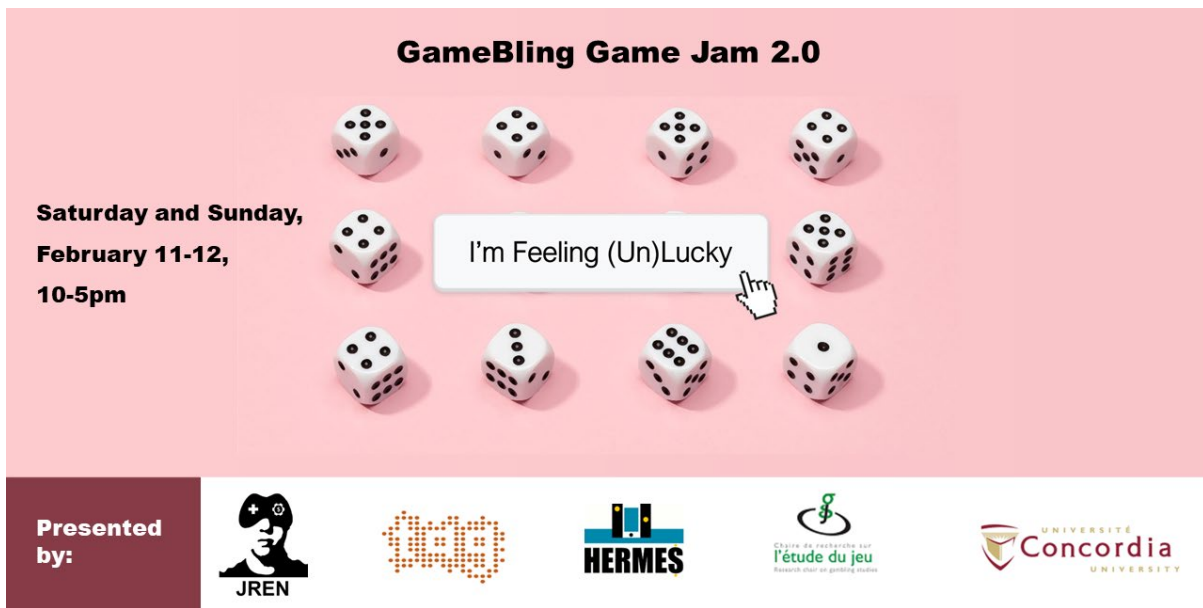 GameBling Game Jam 2.0
Saturday and Sunday,
February 11-12,
10-5pm
I'm Feeling (Un)Lucky
Presented
by:
JREN
tag
HERMES
Chaire de recherche sur
l'étude du jeu
Research chair on gambling studies
UNIVERSITÉ
Concordia
UNIVERSITY